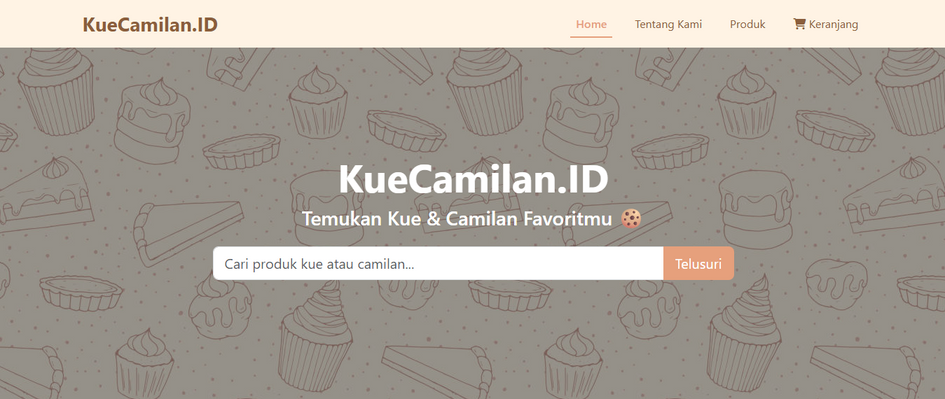 KueCamilan.ID
Home Tentang Kami Produk Keranjang
KueCamilan.ID
Temukan Kue & Camilan Favoritmu 🍪
Cari produk kue atau camilan...
Telusuri